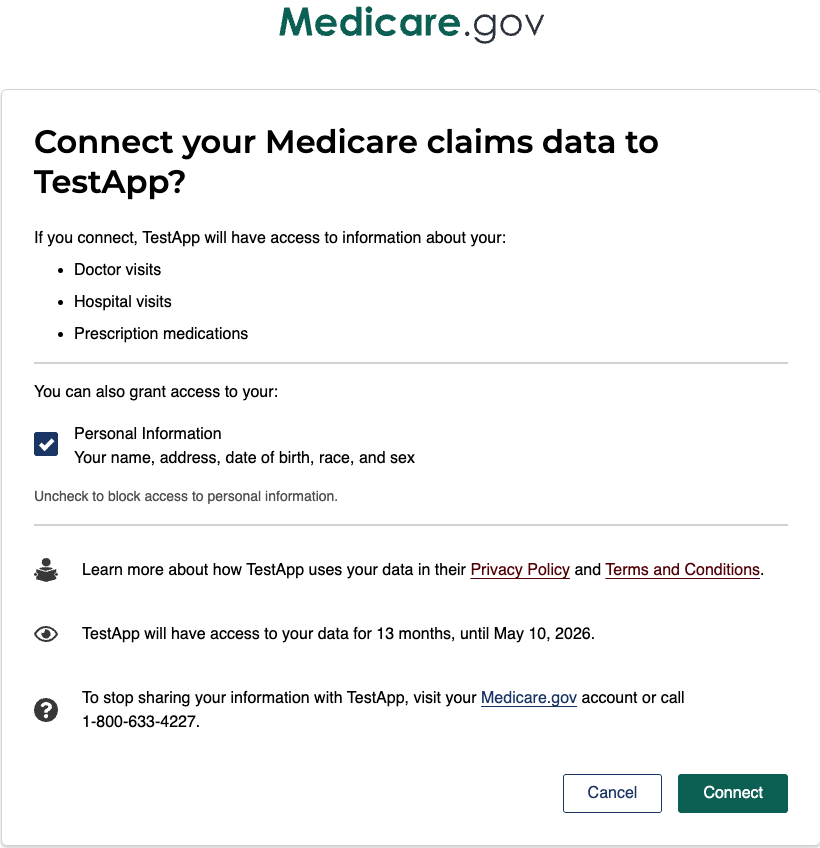 Medicare.gov
Connect your Medicare claims data to
TestApp?
If you connect, TestApp will have access to information about your:
• Doctor visits
• Hospital visits
• Prescription medications
You can also grant access to your:
Personal Information
Your name, address, date of birth, race, and sex
Uncheck to block access to personal information.
Learn more about how TestApp uses your data in their Privacy Policy and Terms and Conditions.
TestApp will have access to your data for 13 months, until May 10, 2026.
To stop sharing your information with TestApp, visit your Medicare.gov account or call
1-800-633-4227.
Cancel
Connect